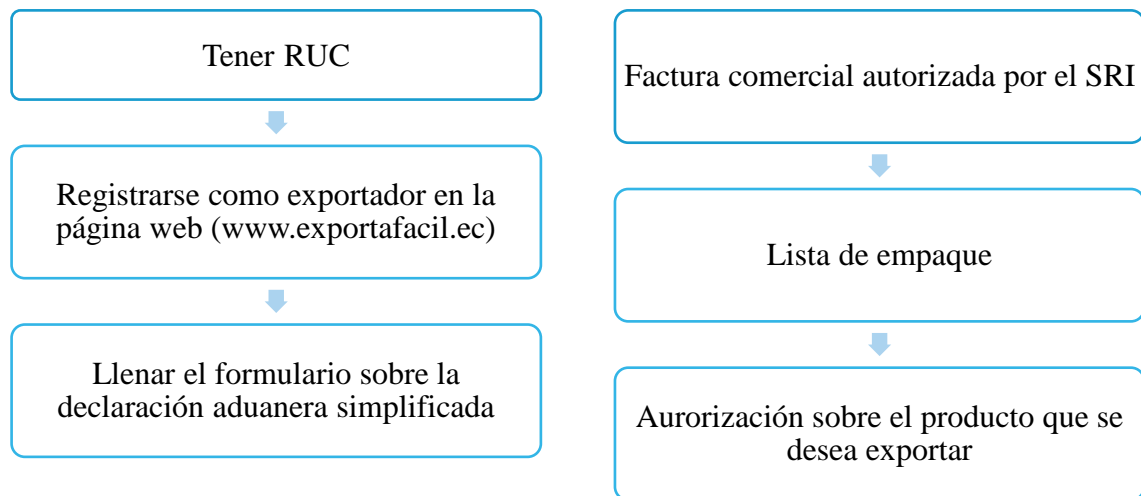 Tener RUC
Registrarse como exportador en la
página web (www.exportafacil.ec)
Llenar el formulario sobre la
declaración aduanera simplificada
Factura comercial autorizada por el SRI
Lista de empaque
Aurorización sobre el producto que se
desea exportar